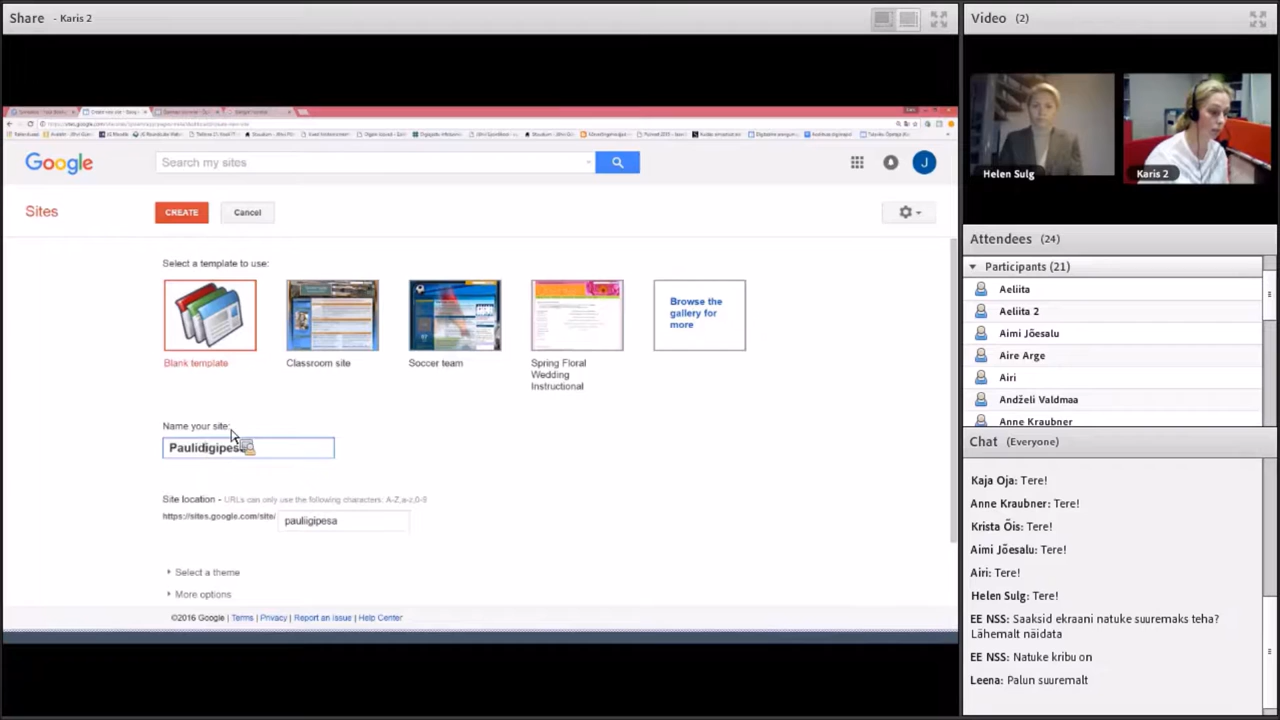 Share - Karis 2
Google
Search my sites
J
Sites
CREATE
Cancel
Select a template to use:
Blank template
Classroom site
Soccer team
Spring Floral
Wedding
Instructional
Browse the
gallery for
more
Name your site:
Paulidigipesa
Site location - URLs can only use the following characters: A-Z,a-z,0-9
https://sites.google.com/site/ pauliigipesa
Select a theme
More options
©2016 Google | Terms | Privacy | Report an Issue | Help Center
Video (2)
Helen Sulg
Karis 2
Attendees (24)
Participants (21)
Aeliita
Aeliita 2
Aimi Jõesalu
Aire Arge
Airi
Andželi Valdmaa
Anne Kraubner
Chat (Everyone)
Kaja Oja: Tere!
Anne Kraubner: Tere!
Krista Õis: Tere!
Aimi Jõesalu: Tere!
Airi: Tere!
Helen Sulg: Tere!
EE NSS: Saaksid ekraani natuke suuremaks teha?
Lähemalt näidata
EE NSS: Natuke kribu on
Leena: Palun suuremalt